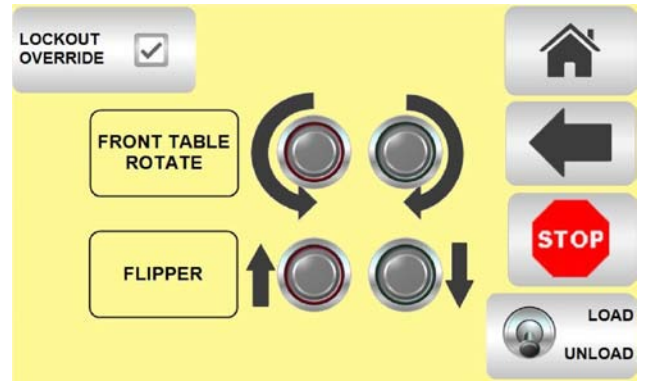 LOCKOUT
OVERRIDE
FRONT TABLE
ROTATE
FLIPPER
STOP
LOAD
UNLOAD